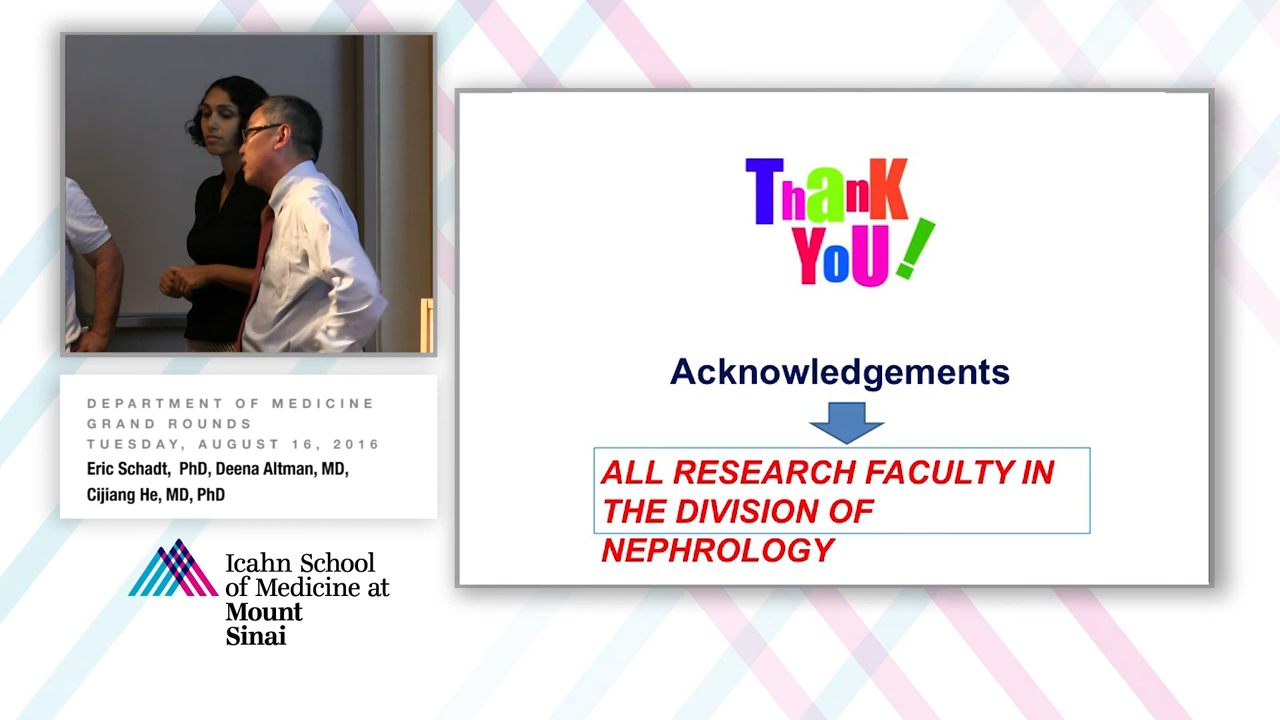 DEPARTMENT OF MEDICINE
GRAND ROUNDS
TUESDAY, AUGUST 16, 2016
Eric Schadt, PhD, Deena Altman, MD,
Cijiang He, MD, PhD
Icahn School
of Medicine at
Mount
Sinai
ThanK
YoU!
Acknowledgements
ALL RESEARCH FACULTY IN
THE DIVISION OF
NEPHROLOGY